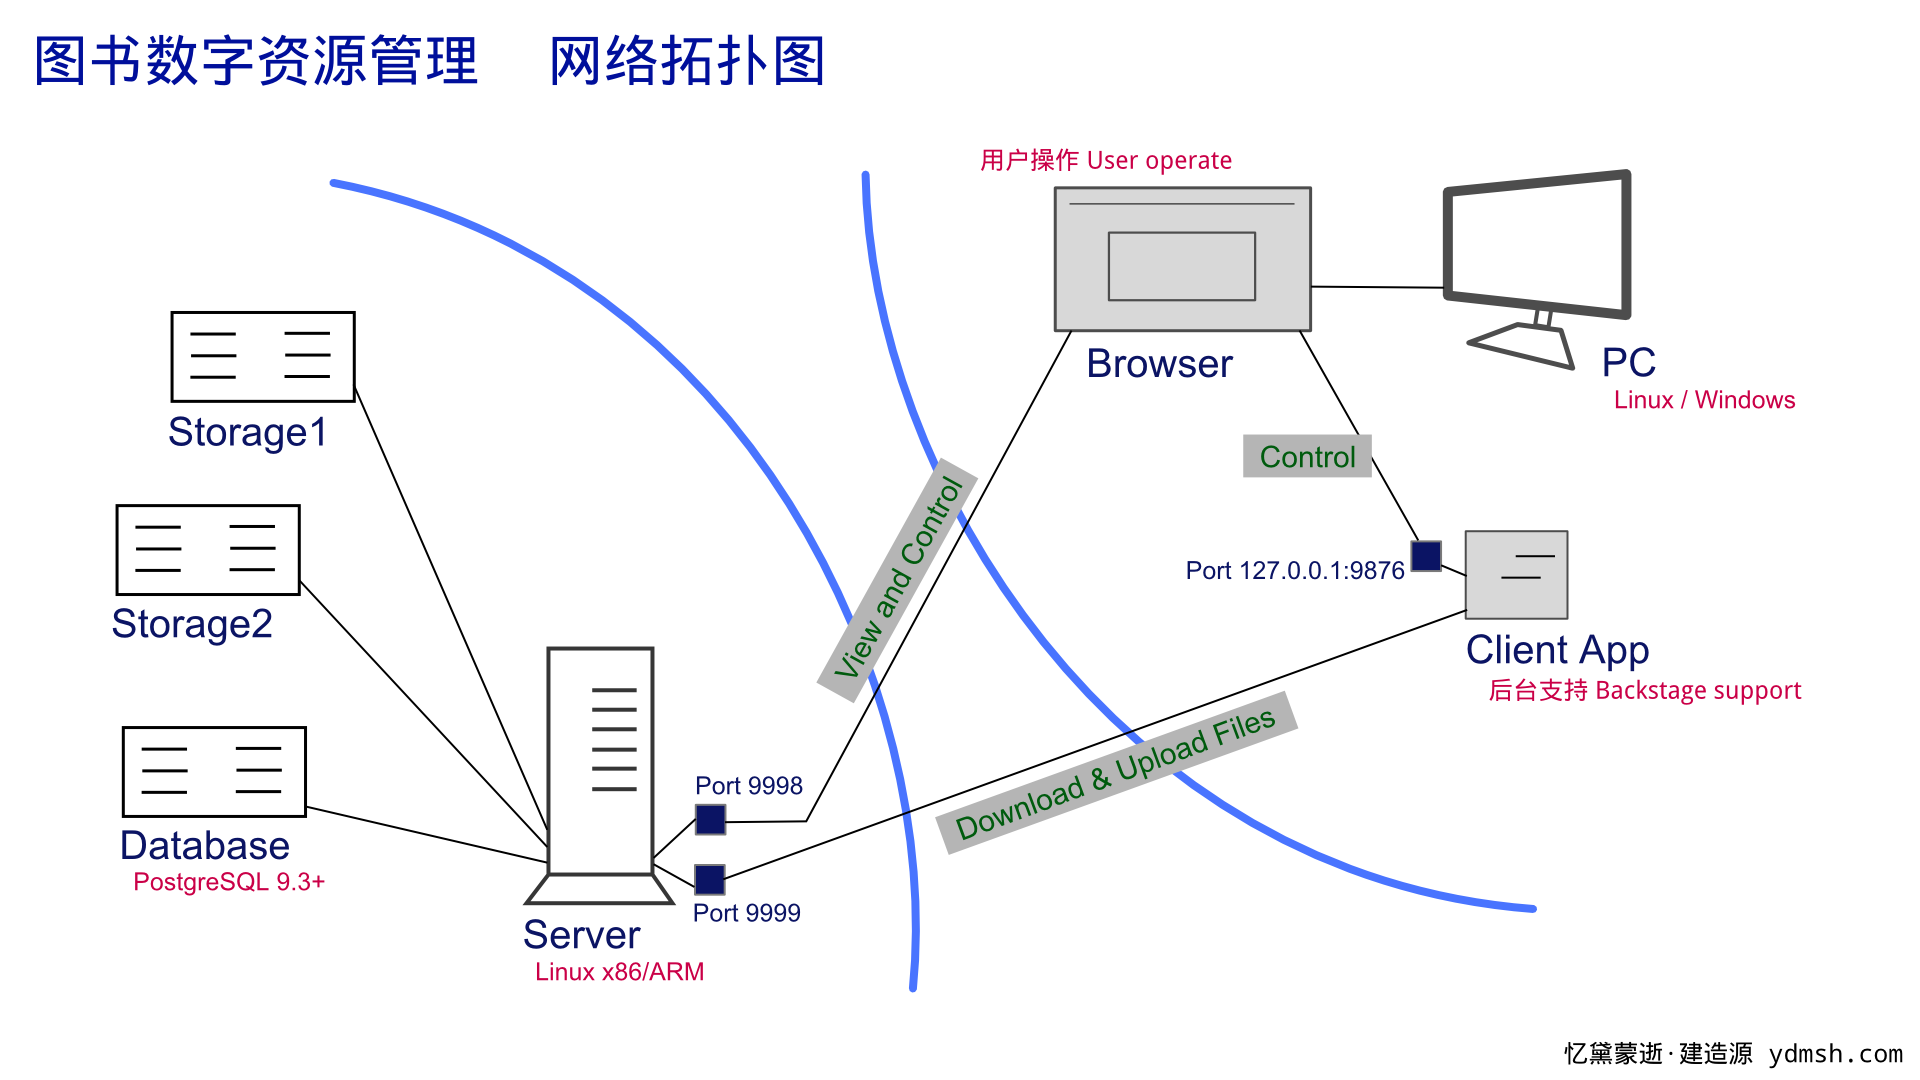 图书数字资源管理 网络拓扑图
用户操作 User operate
Browser
PC
Linux / Windows
Storage1
Control
View and Control
Port 127.0.0.1:9876
Storage2
Client App
后台支持 Backstage support
Download & Upload Files
Port 9998
Database
PostgreSQL 9.3+
Port 9999
Server
Linux x86/ARM
忆黛蒙逝·建造源 ydmsh.com